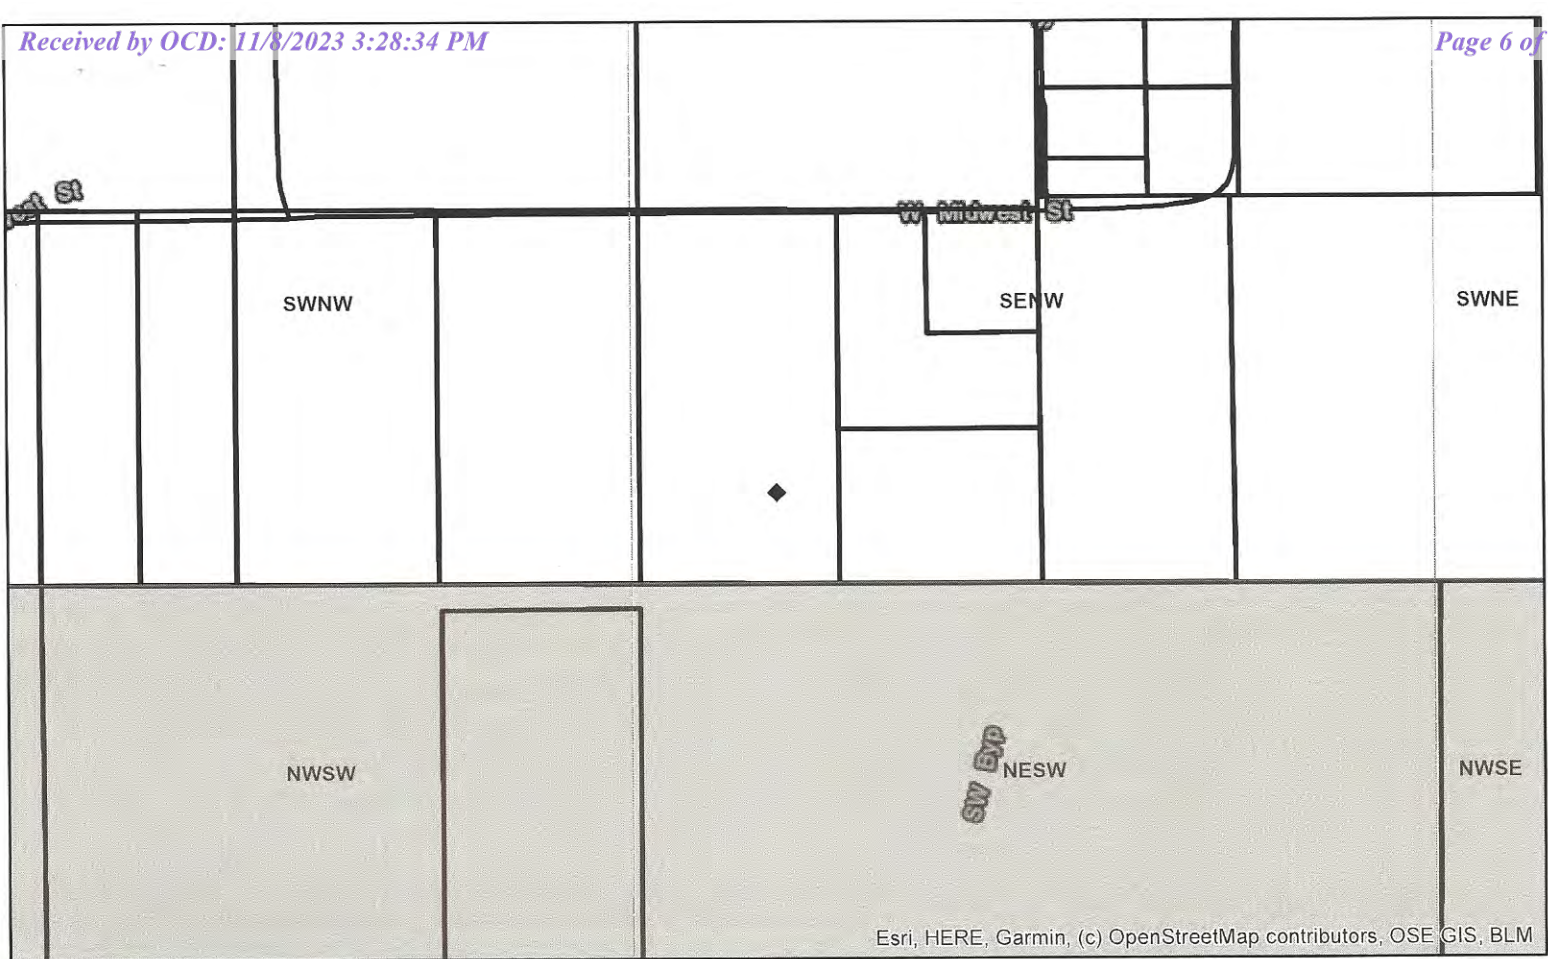 Received by OCD: 11/8/2023 3:28:34 PM
Page 6 of
St
W Midwest St
SWNW
SENW
SWNE
NWSW
SW Byp
NESW
NWSE
Esri, HERE, Garmin, (c) OpenStreetMap contributors, OSE GIS, BLM